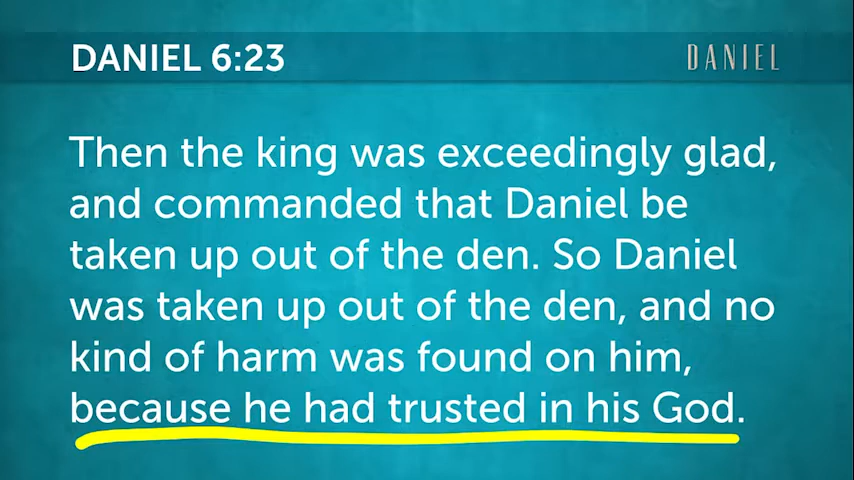 DANIEL 6:23
DANIEL
Then the king was exceedingly glad,
and commanded that Daniel be
taken up out of the den. So Daniel
was taken up out of the den, and no
kind of harm was found on him,
because he had trusted in his God.